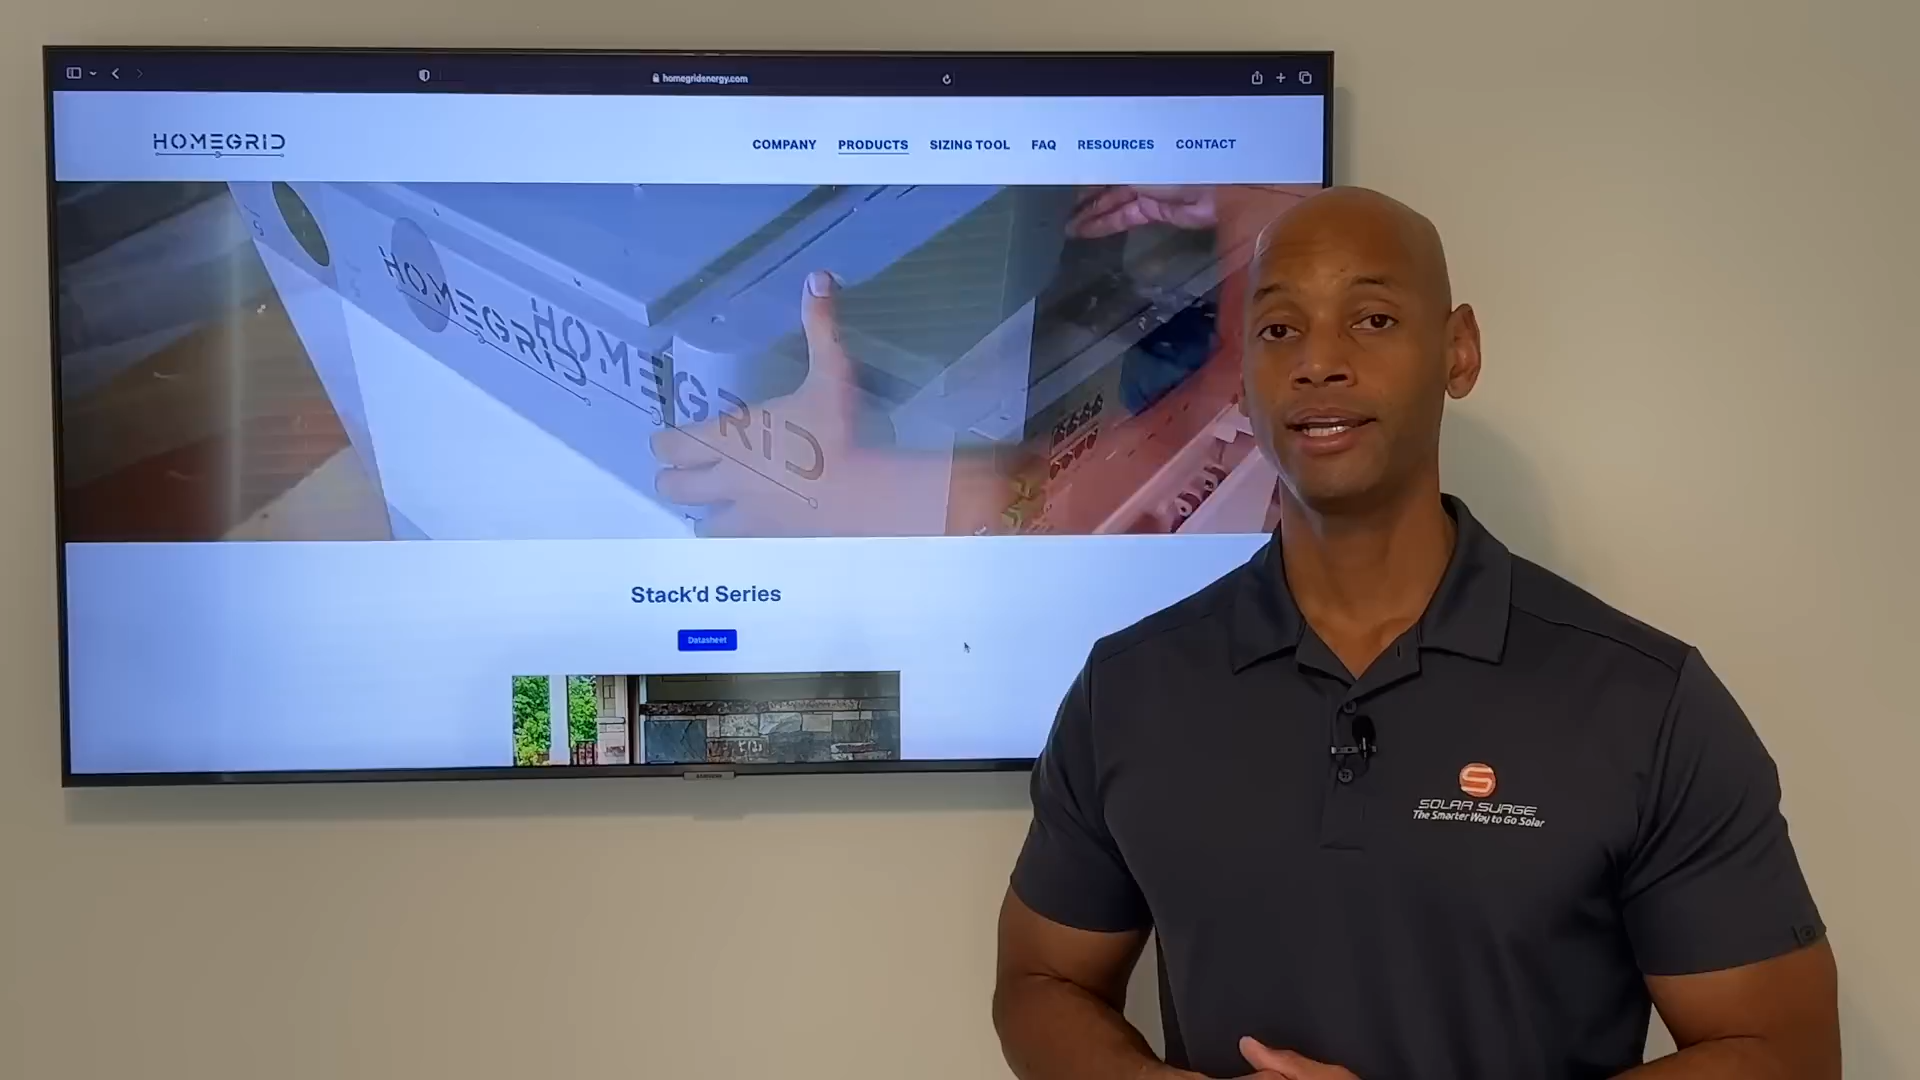 homegridenergy.com
HOMEGRID
COMPANY PRODUCTS SIZING TOOL FAQ RESOURCES CONTACT
HOMEGRID
HOMEGRID
Stack'd Series
Datasheet
SAMSUNG
SOLAR SURGE
The Smarter Way to Go Solar